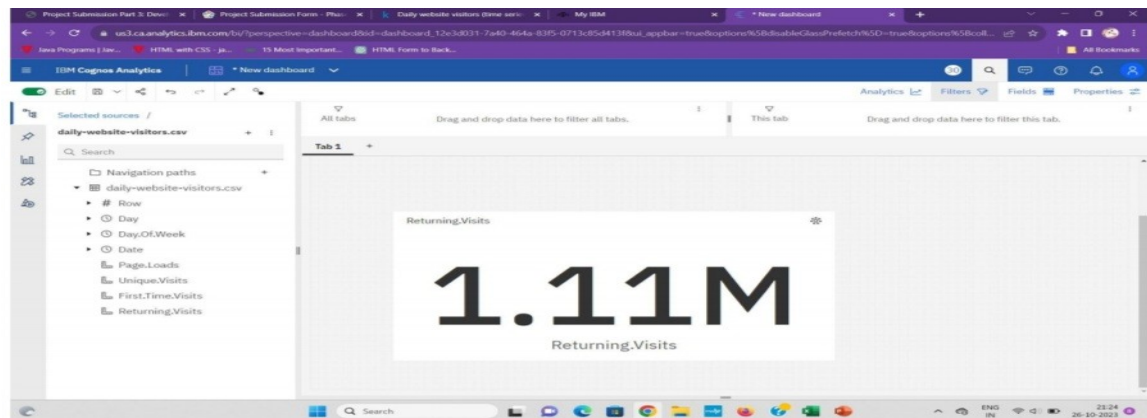 Project Submission Part 3: Devel
Project Submission Form - Phas
Daily website visitors (time serie
My IBM
* New dashboard
us3.ca.analytics.ibm.com/bi/?perspective=dashboard&id=dashboard_12e3d031-7a40-464a-83f5-0713c85d413f&ui_appbar=true&options%5BdisableGlassPrefetch%5D=true&options%5Bcoll...
Java Programs | Jav...
HTML with CSS - ja...
15 Most Important...
HTML Form to Back...
All Bookmarks
IBM Cognos Analytics
* New dashboard
Edit
Analytics
Filters
Fields
Properties
Selected sources /
daily-website-visitors.csv
Search
Navigation paths
daily-website-visitors.csv
# Row
Day
Day.Of.Week
Date
Page.Loads
Unique.Visits
First.Time.Visits
Returning.Visits
All tabs
Drag and drop data here to filter all tabs.
This tab
Drag and drop data here to filter this tab.
Tab 1
Returning.Visits
1.11M
Returning.Visits
Search
ENG
IN
21:24
26-10-2023